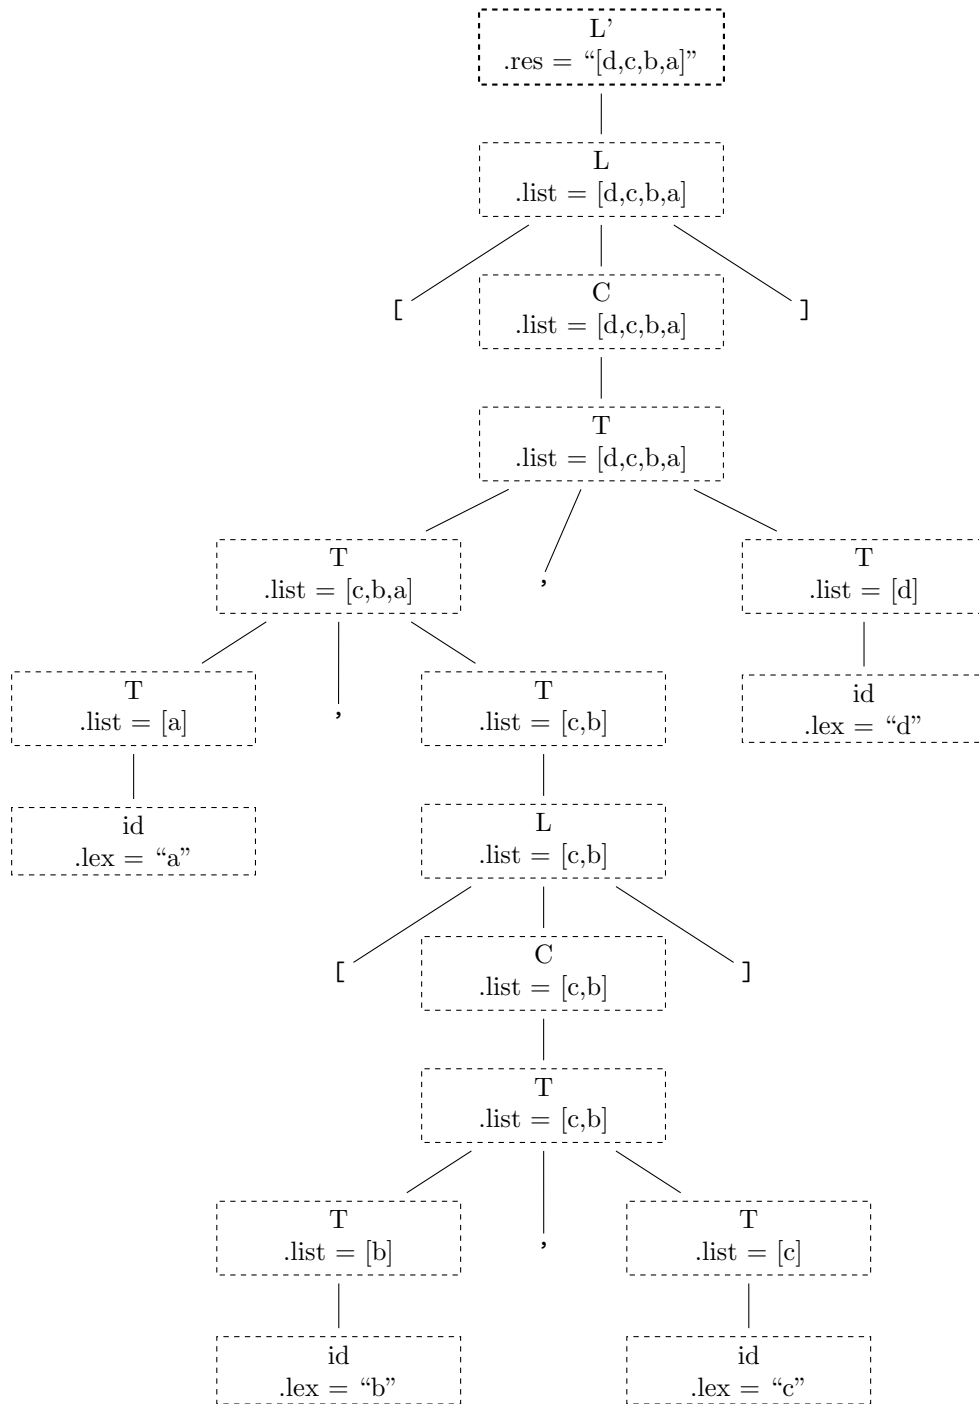 L’
.res = “[d,c,b,a]”
L
.list = [d,c,b,a]
[
C
.list = [d,c,b,a]
]
T
.list = [d,c,b,a]
T
.list = [c,b,a]
,
T
.list = [d]
T
.list = [a]
,
T
.list = [c,b]
id
.lex = “d”
id
.lex = “a”
L
.list = [c,b]
[
C
.list = [c,b]
]
T
.list = [c,b]
T
.list = [b]
,
T
.list = [c]
id
.lex = “b”
id
.lex = “c”